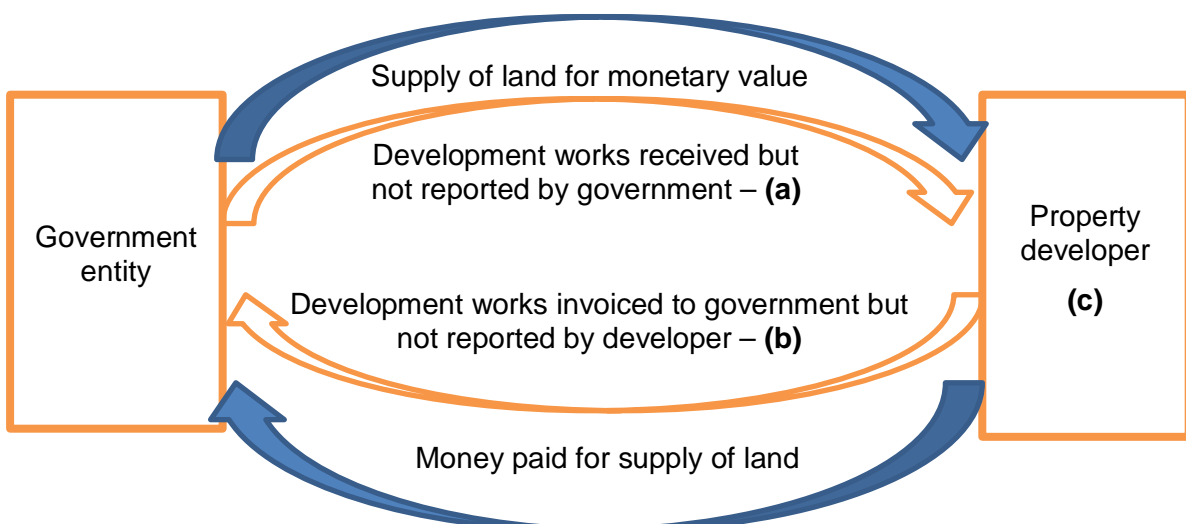 Supply of land for monetary value
Development works received but
not reported by government – (a)
Government
entity
Property
developer
(c)
Development works invoiced to government but
not reported by developer – (b)
Money paid for supply of land